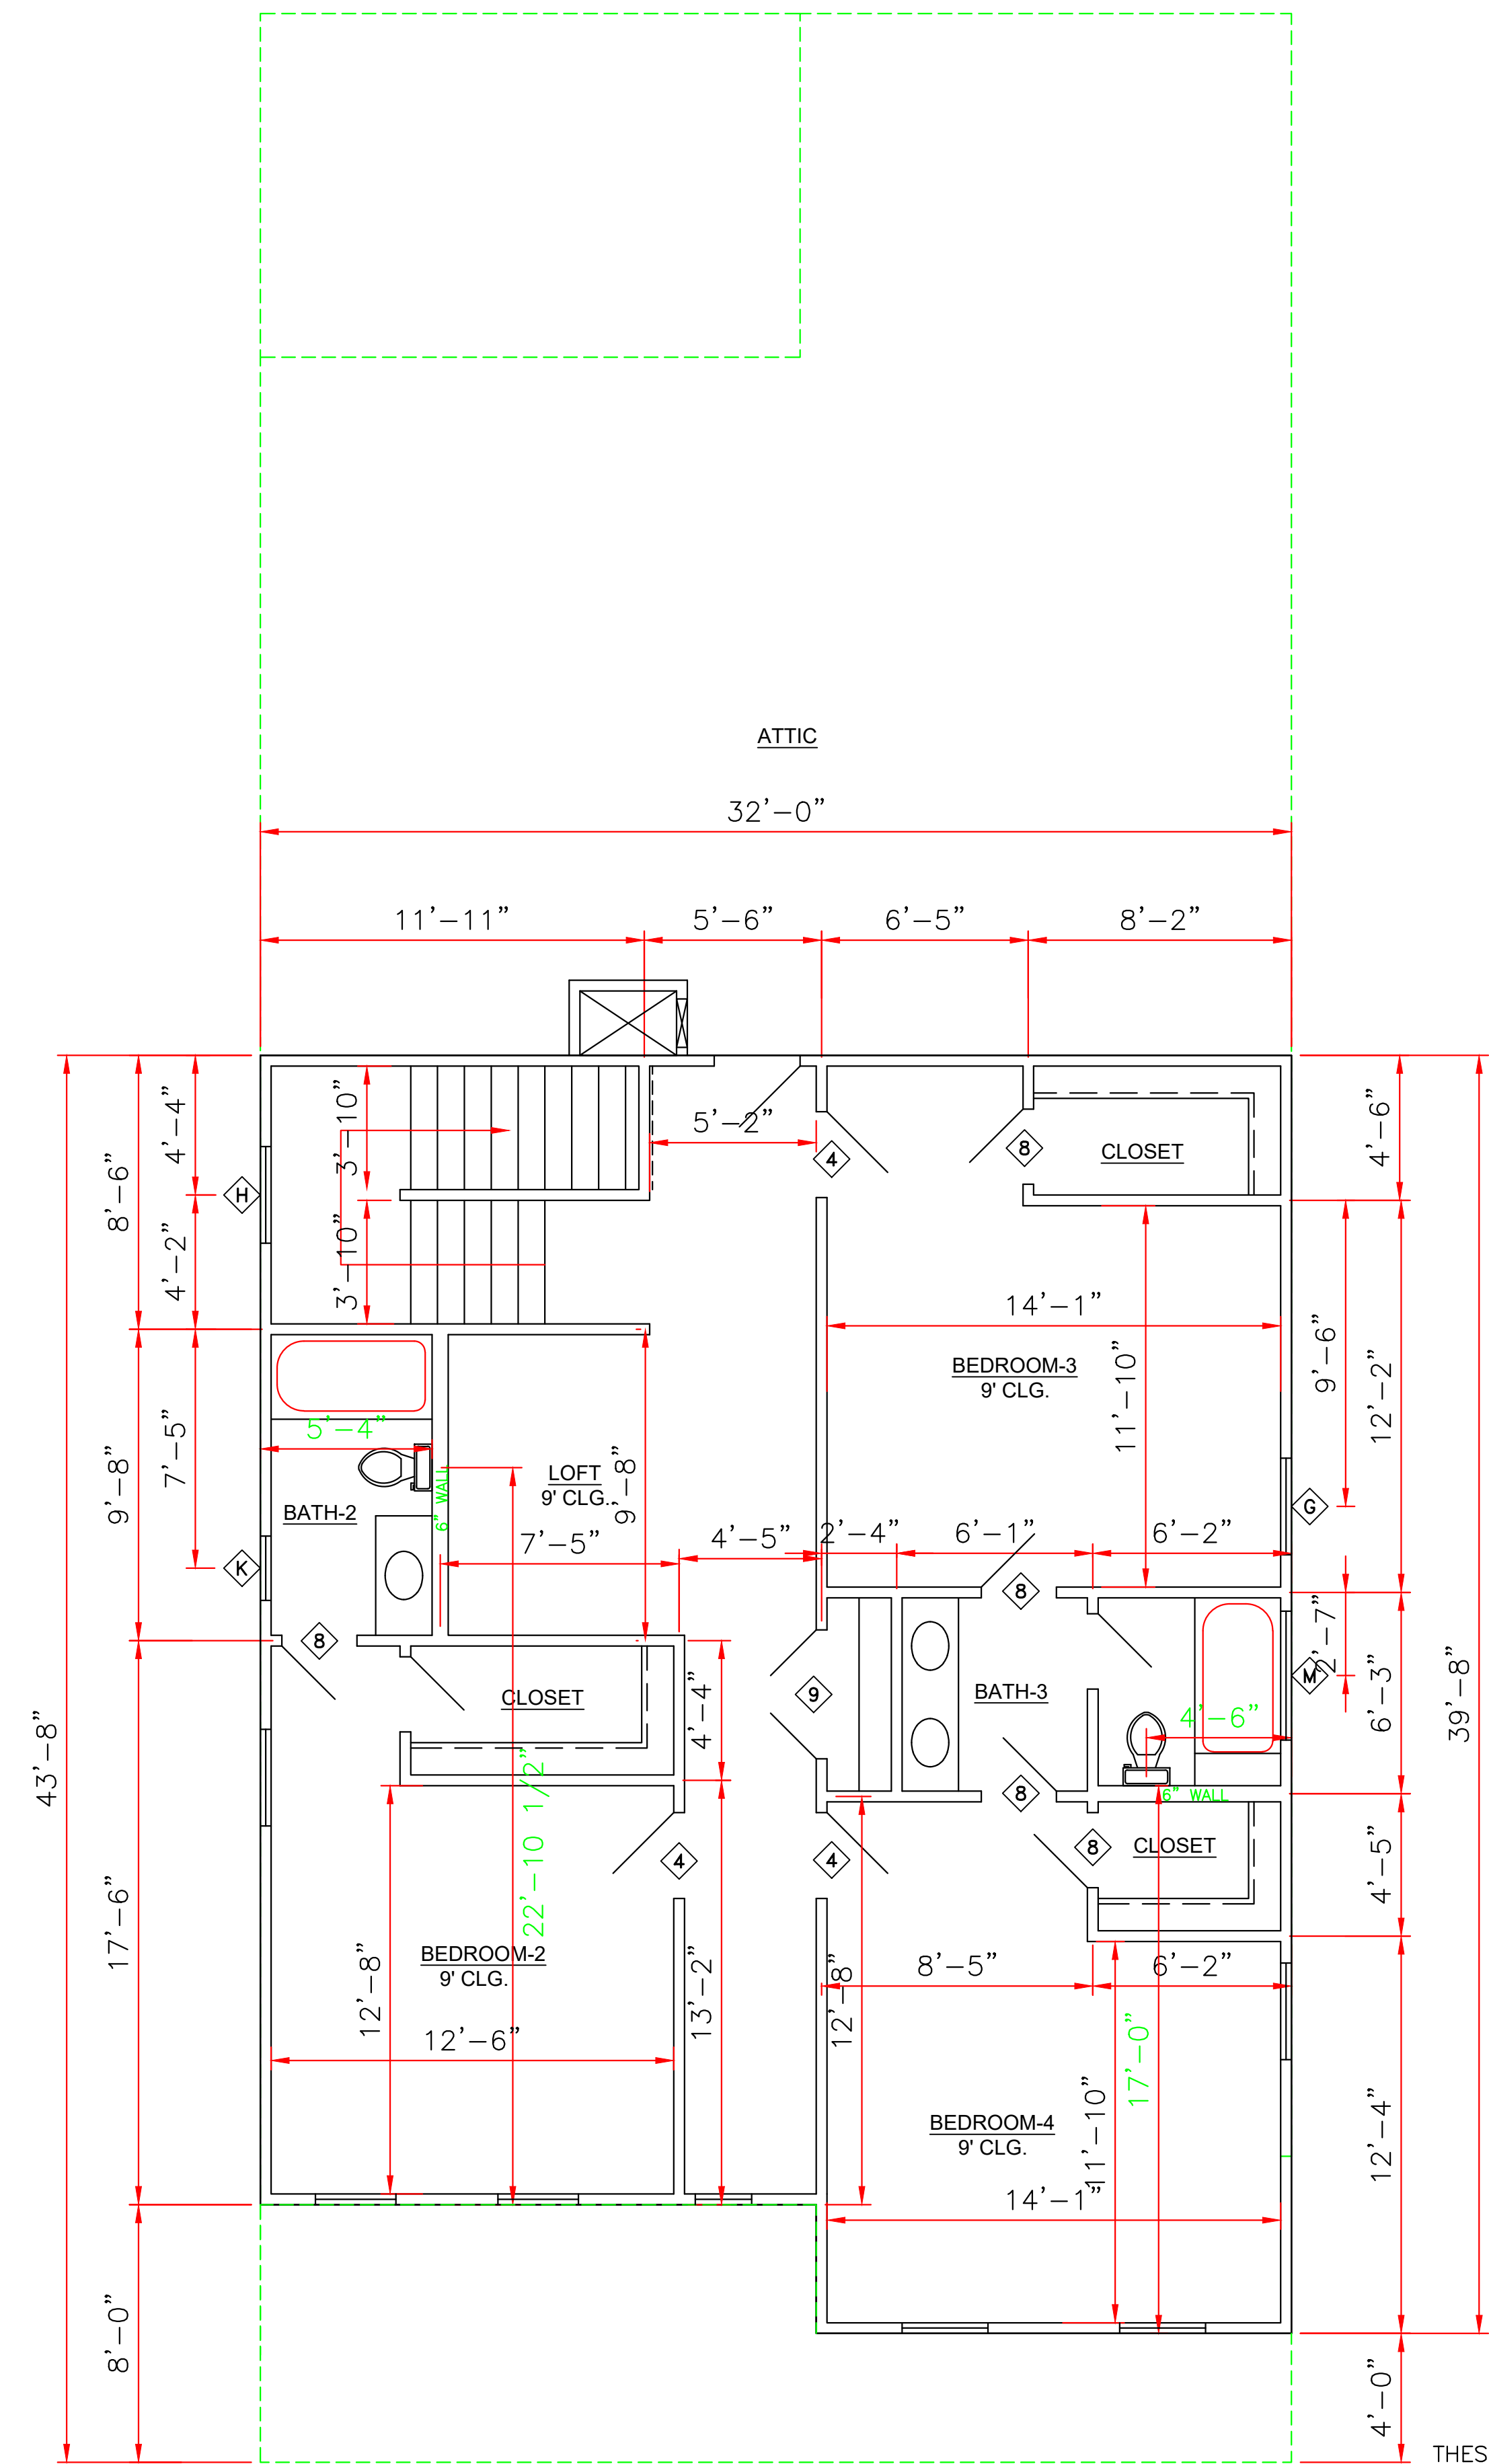 ATTIC
32'-0"
11'-11"
5'-6"
6'-5"
8'-2"
4'-4"
3'-10"
5'-2"
4
8
CLOSET
4'-6"
8'-6"
H
4'-2"
3'-10"
14'-1"
BEDROOM-3
9' CLG.
11'-10"
9'-6"
12'-2"
5'-4"
7'-5"
9'-8"
6" WALL
LOFT
9' CLG.
9'-8"
BATH-2
G
7'-5"
4'-5"
2'-4"
6'-1"
6'-2"
K
8
8
2'-7"
CLOSET
4'-4"
9
BATH-3
M
4'-6"
6'-3"
39'-8"
43'-8"
22'-10 1/2"
8
6" WALL
4
4
8
CLOSET
4'-5"
17'-6"
BEDROOM-2
9' CLG.
12'-8"
12'-6"
13'-2"
12'-8"
8'-5"
6'-2"
17'-0"
11'-10"
BEDROOM-4
9' CLG.
12'-4"
14'-1"
8'-0"
4'-0"
THES